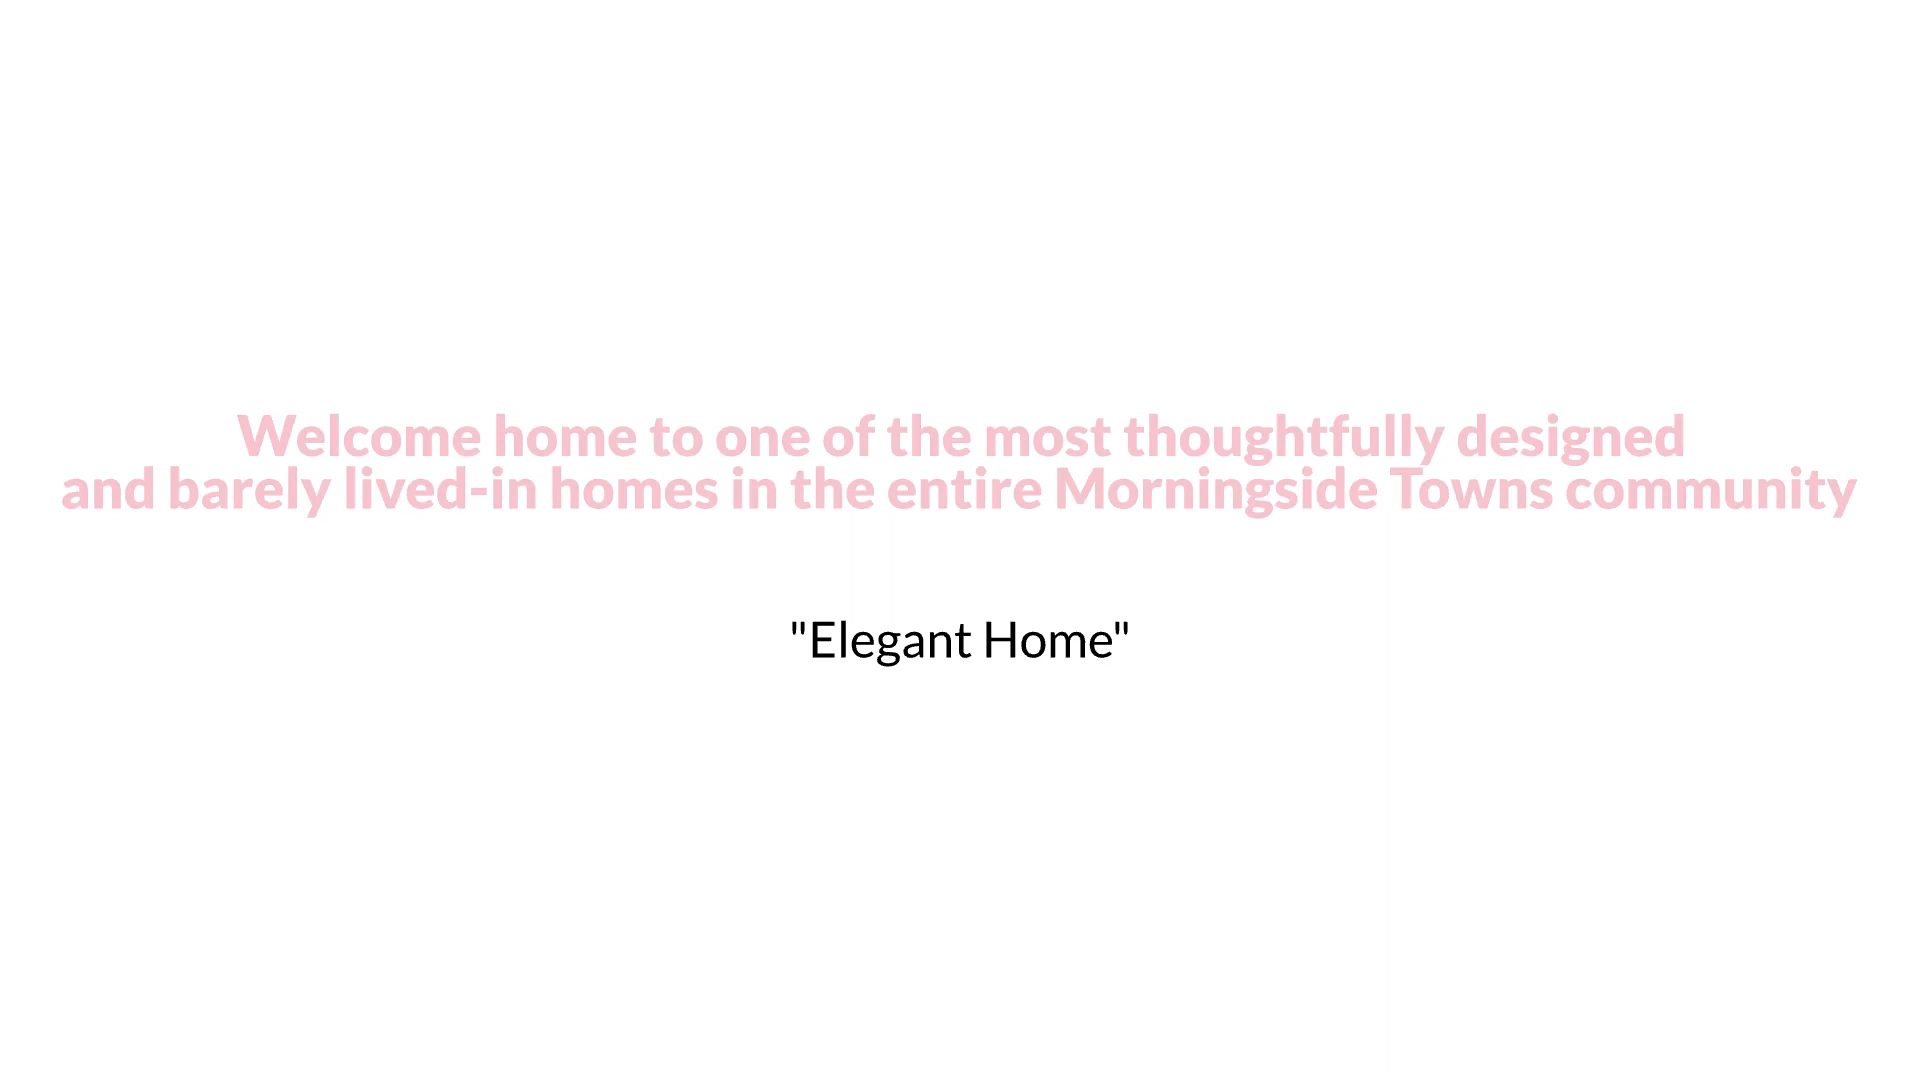 Welcome home to one of the most thoughtfully designed
and barely lived-in homes in the entire Morningside Towns community
"Elegant Home"